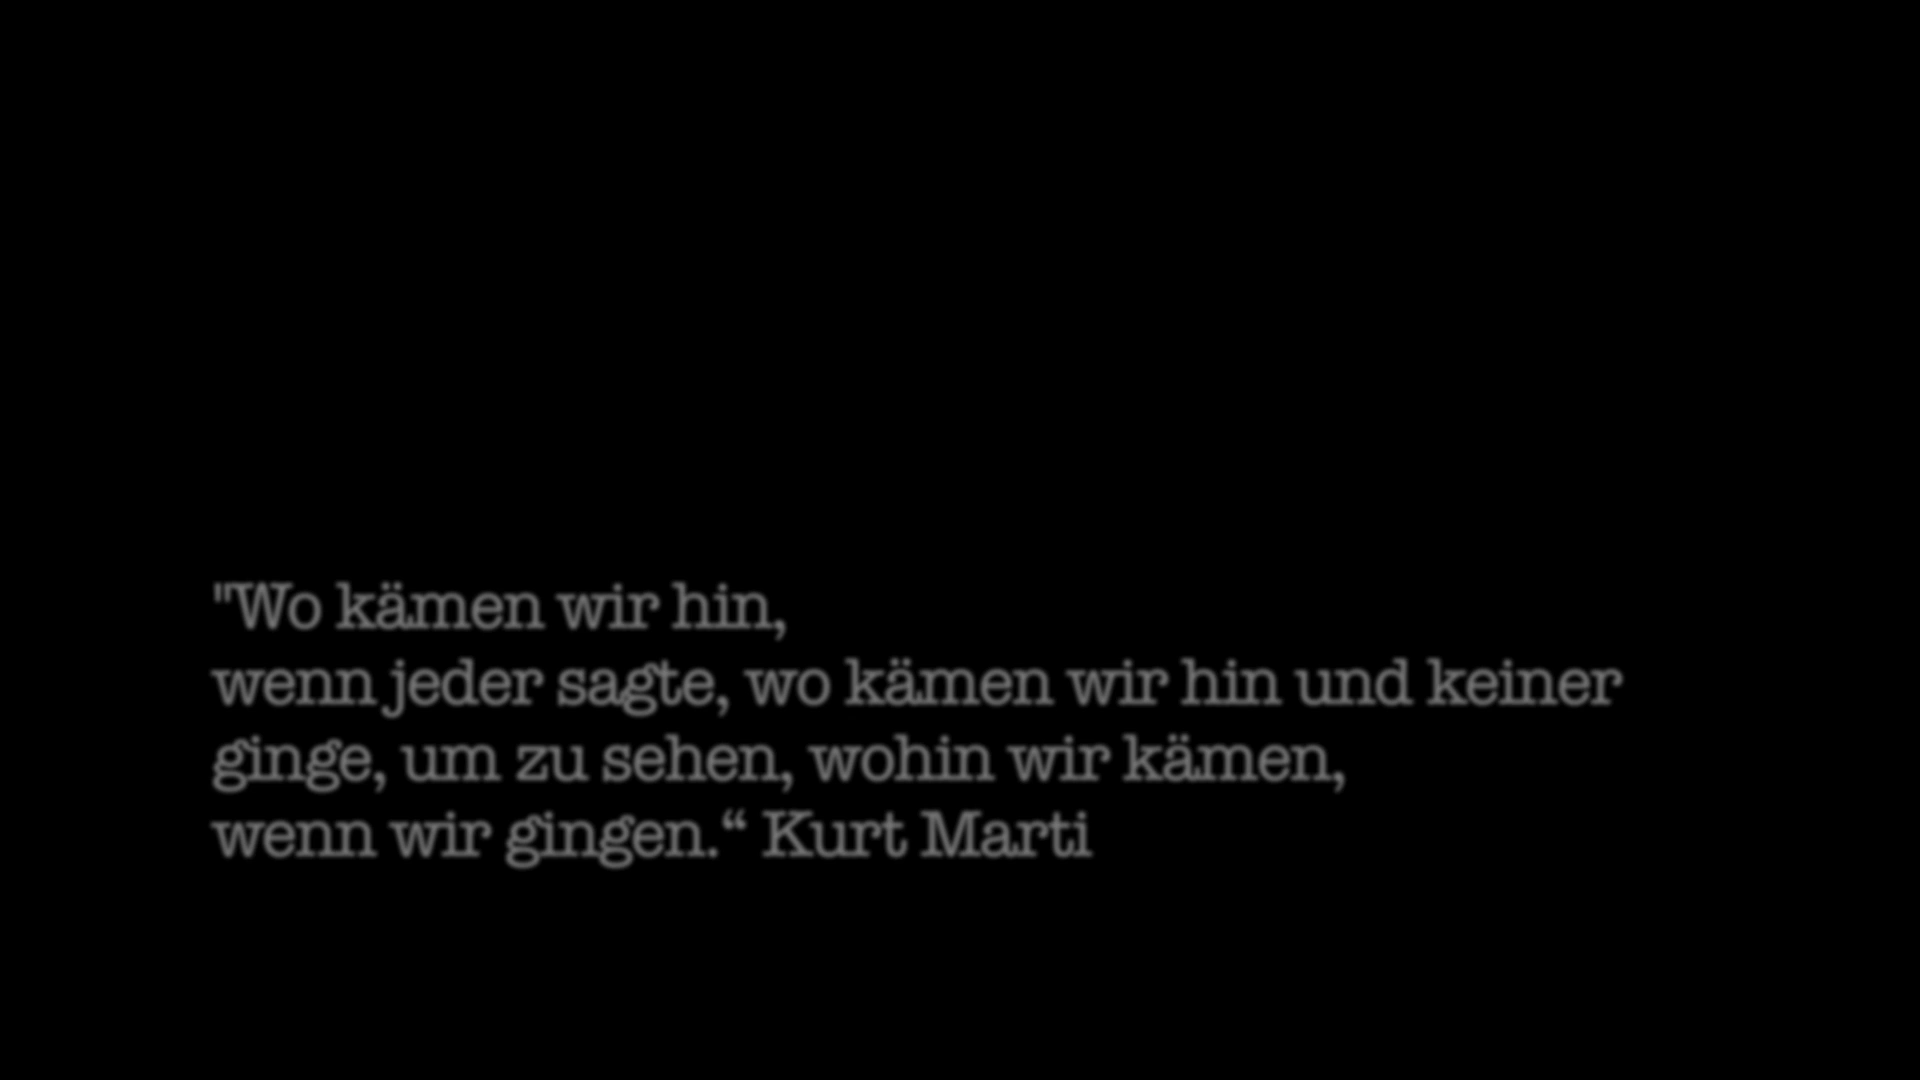 "Wo kämen wir hin,
wenn jeder sagte, wo kämen wir hin und keiner
ginge, um zu sehen, wohin wir kämen,
wenn wir gingen.“ Kurt Marti